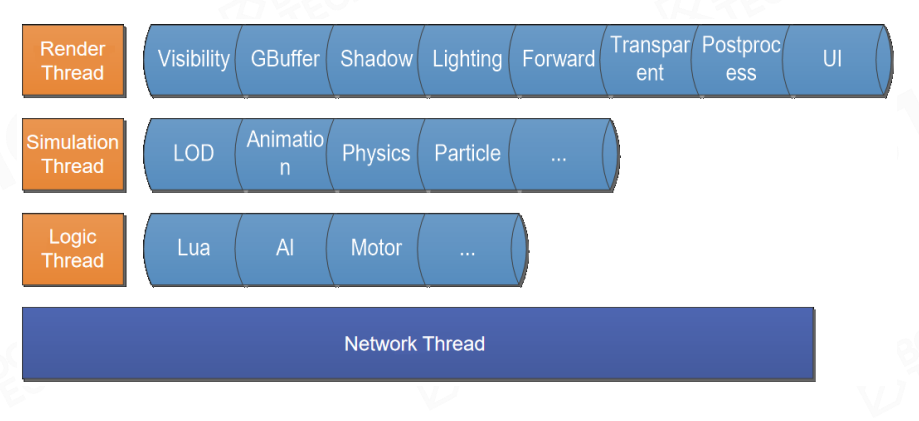 Render
Thread
Visibility
GBuffer
Shadow
Lighting
Forward
Transpar
ent
Postproc
ess
UI
Simulation
Thread
LOD
Animatio
n
Physics
Particle
...
Logic
Thread
Lua
AI
Motor
...
Network Thread